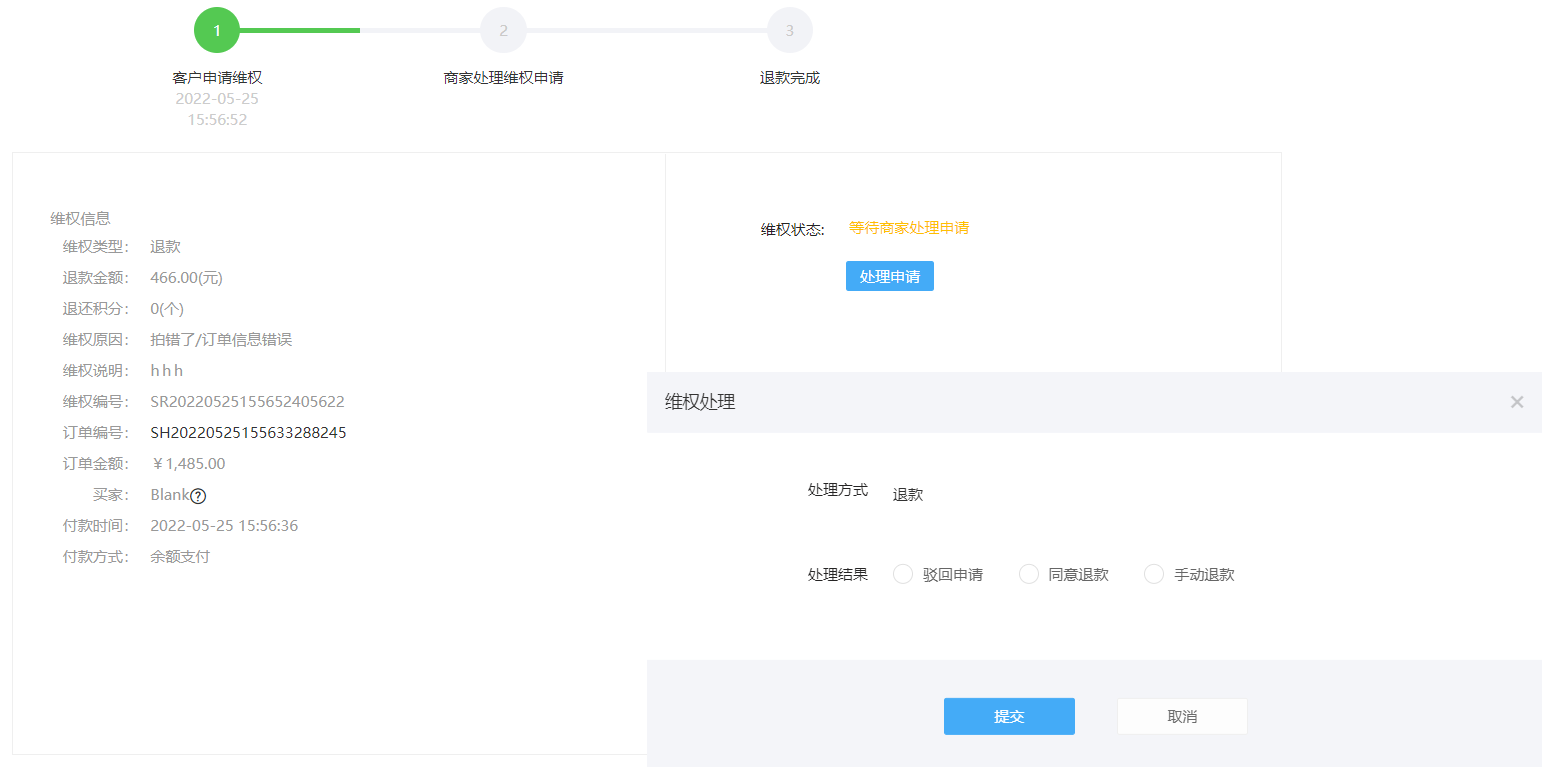 1
2
3
客户申请维权
商家处理维权申请
退款完成
2022-05-25
15:56:52
维权信息
维权类型： 退款
退款金额： 466.00(元)
退还积分： 0(个)
维权原因： 拍错了/订单信息错误
维权说明： h h h
维权编号： SR20220525155652405622
订单编号： SH20220525155633288245
订单金额： ￥1,485.00
买家： Blank?
付款时间： 2022-05-25 15:56:36
付款方式： 余额支付
维权状态: 等待商家处理申请
处理申请
维权处理
处理方式 退款
处理结果 驳回申请 同意退款 手动退款
提交 取消